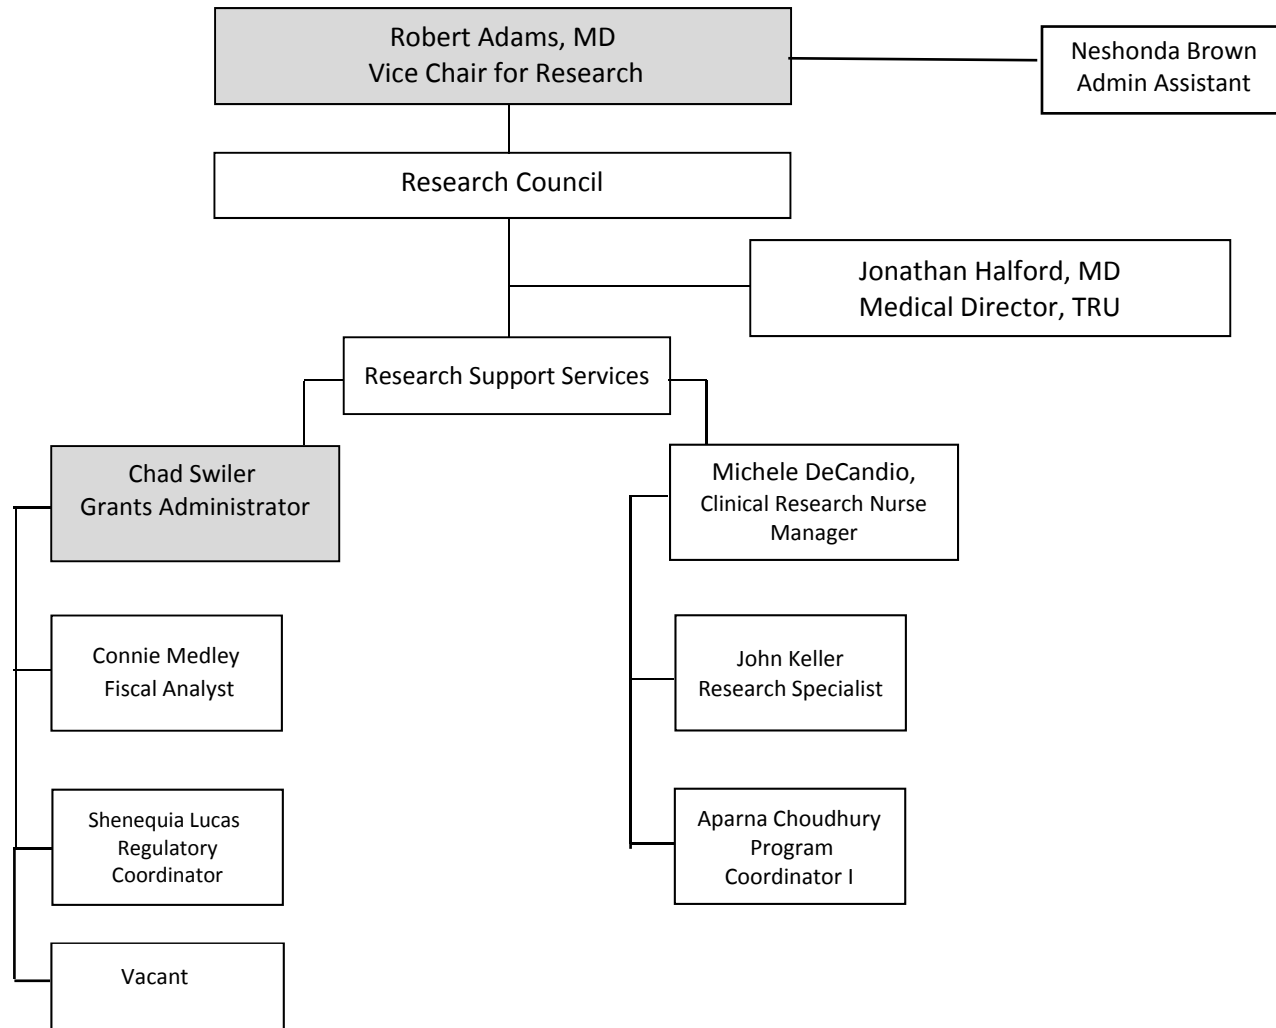 Robert Adams, MD
Vice Chair for Research
Neshonda Brown
Admin Assistant
Research Council
Jonathan Halford, MD
Medical Director, TRU
Research Support Services
Chad Swiler
Grants Administrator
Michele DeCandio,
Clinical Research Nurse
Manager
Connie Medley
Fiscal Analyst
John Keller
Research Specialist
Shenequia Lucas
Regulatory
Coordinator
Aparna Choudhury
Program
Coordinator I
Vacant